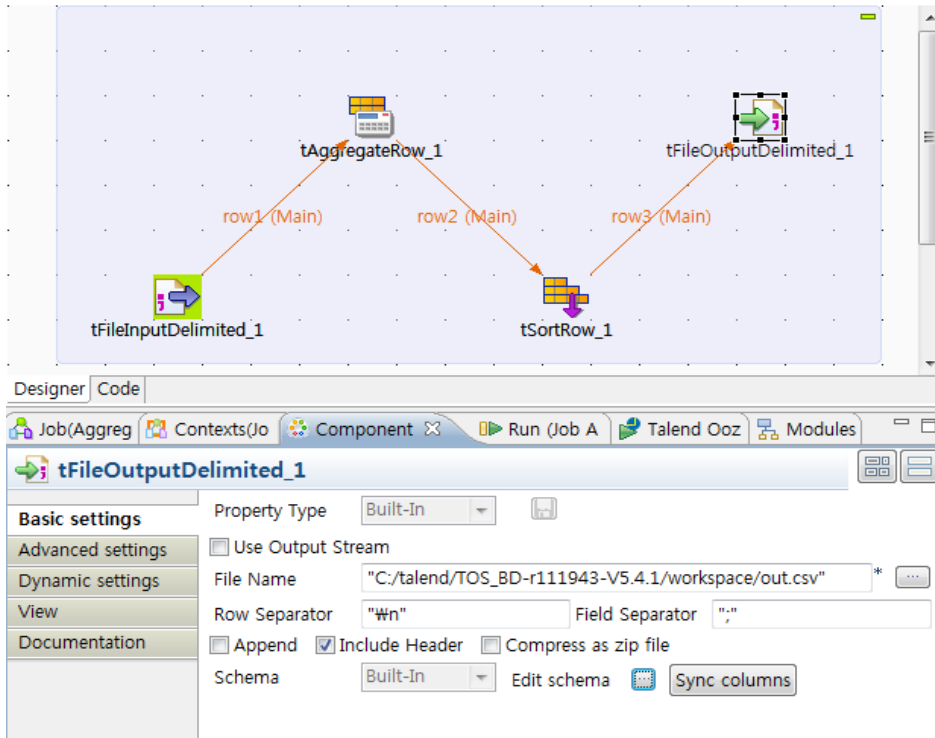 tAggregateRow_1
tFileOutputDelimited_1
row1 (Main)
row2 (Main)
row3 (Main)
tFileInputDelimited_1
tSortRow_1
Designer
Code
Job(Aggreg
Contexts(Jo
Component
Run (Job A
Talend Ooz
Modules
tFileOutputDelimited_1
Basic settings
Advanced settings
Dynamic settings
View
Documentation
Property Type
Built-In
Use Output Stream
File Name
"C:/talend/TOS_BD-r111943-V5.4.1/workspace/out.csv"
*
...
Row Separator
"₩n"
Field Separator
";"
Append
Include Header
Compress as zip file
Schema
Built-In
Edit schema
...
Sync columns